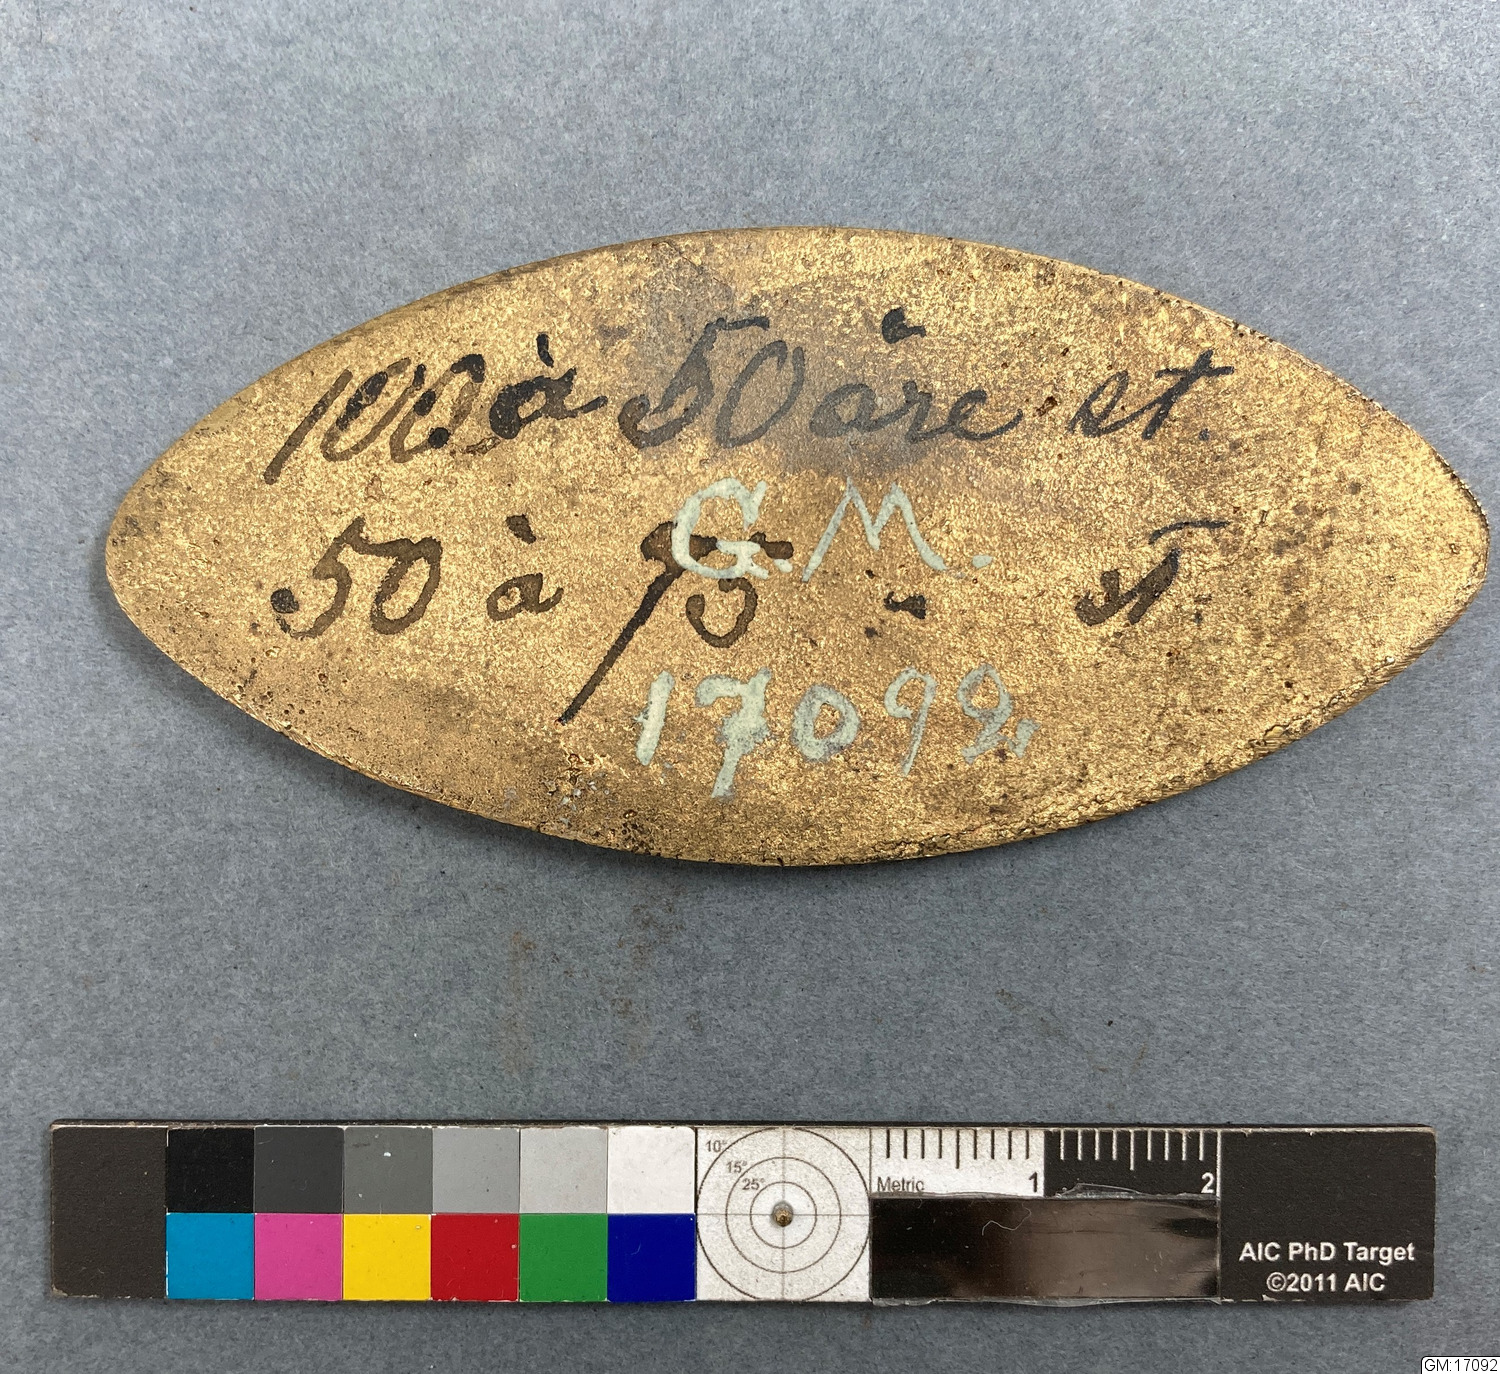 100 à 50 öre st.
G. M.
50 à 75 " st.
17092
10°
15°
25°
Metric 1 2
AIC PhD Target
©2011 AIC
GM:17092